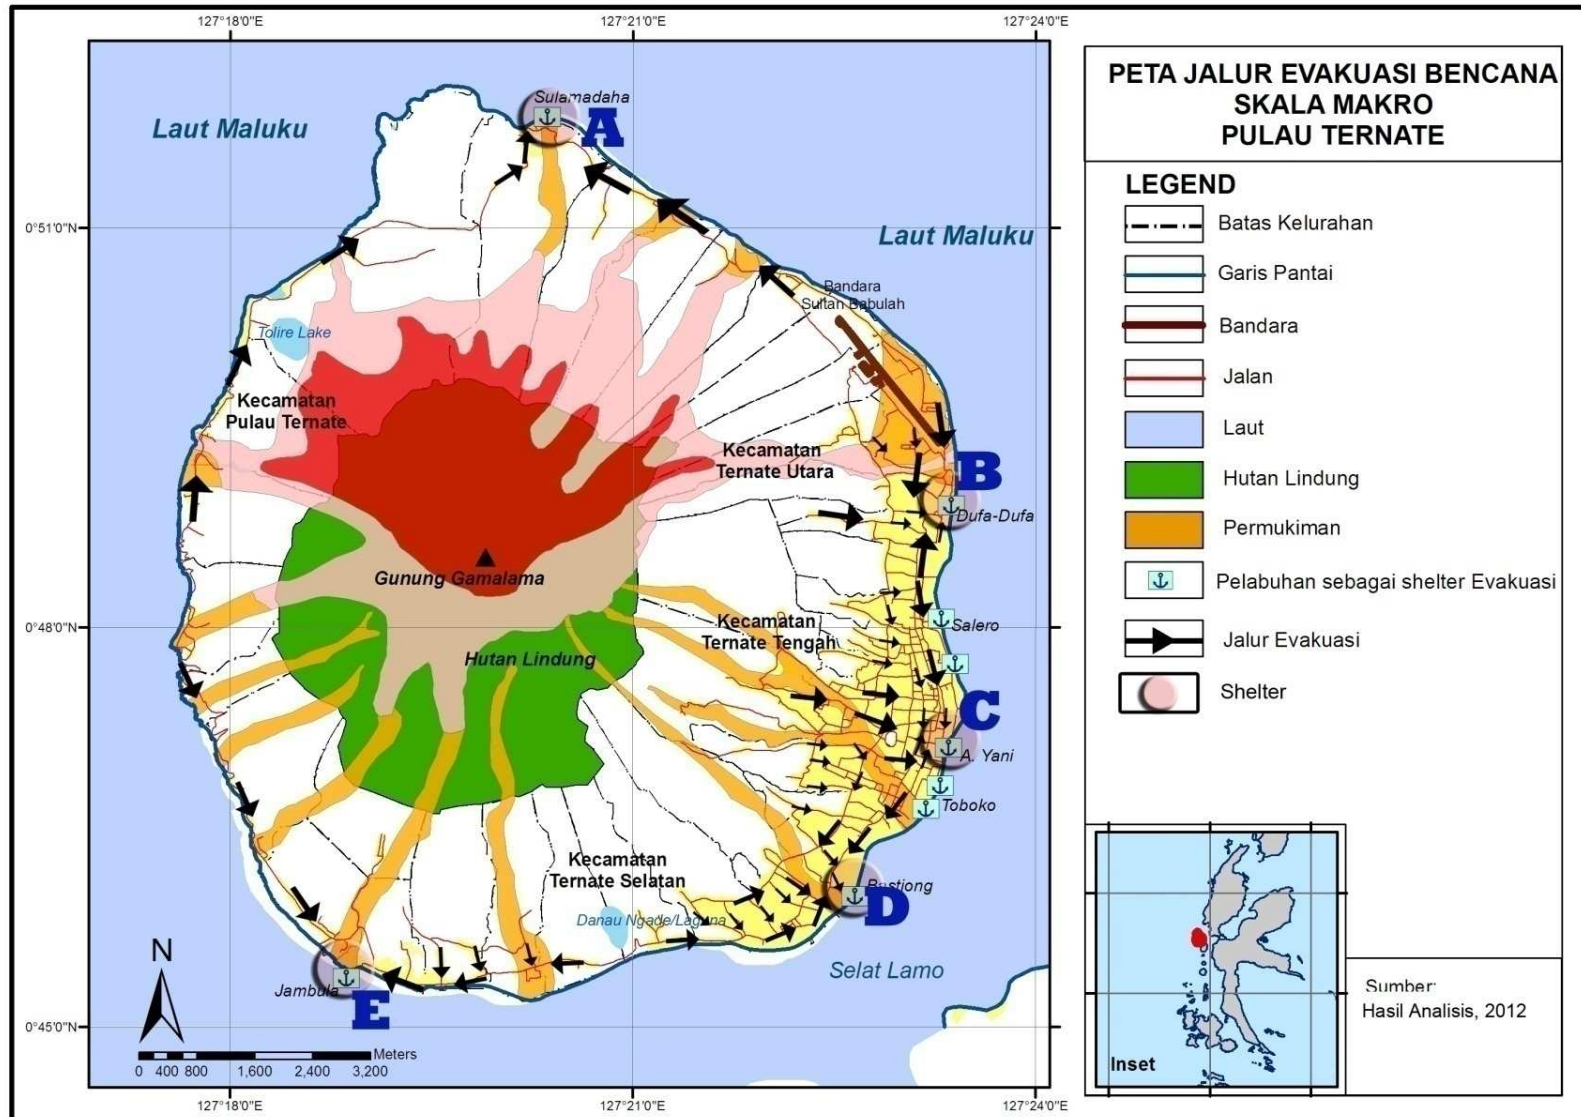 127°18'0"E
127°21'0"E
127°24'0"E
PETA JALUR EVAKUASI BENCANA
SKALA MAKRO
PULAU TERNATE
LEGEND
Batas Kelurahan
Garis Pantai
Bandara
Jalan
Laut
Hutan Lindung
Permukiman
Pelabuhan sebagai shelter Evakuasi
Jalur Evakuasi
Shelter
Sulamadaha
A
Laut Maluku
0°51'0"N
Laut Maluku
Bandara
Sultan Babulah
Tolire Lake
Kecamatan
Pulau Ternate
Kecamatan
Ternate Utara
B
Dufa-Dufa
Gunung Gamalama
0°48'0"N
Kecamatan
Ternate Tengah
Salero
Hutan Lindung
C
A. Yani
Toboko
Kecamatan
Ternate Selatan
Bastiong
D
Danau Ngade/Laguna
Selat Lamo
N
Jambula
E
0°45'0"N
Meters
0 400 800 1,600 2,400 3,200
127°18'0"E
127°21'0"E
127°24'0"E
Inset
Sumber:
Hasil Analisis, 2012